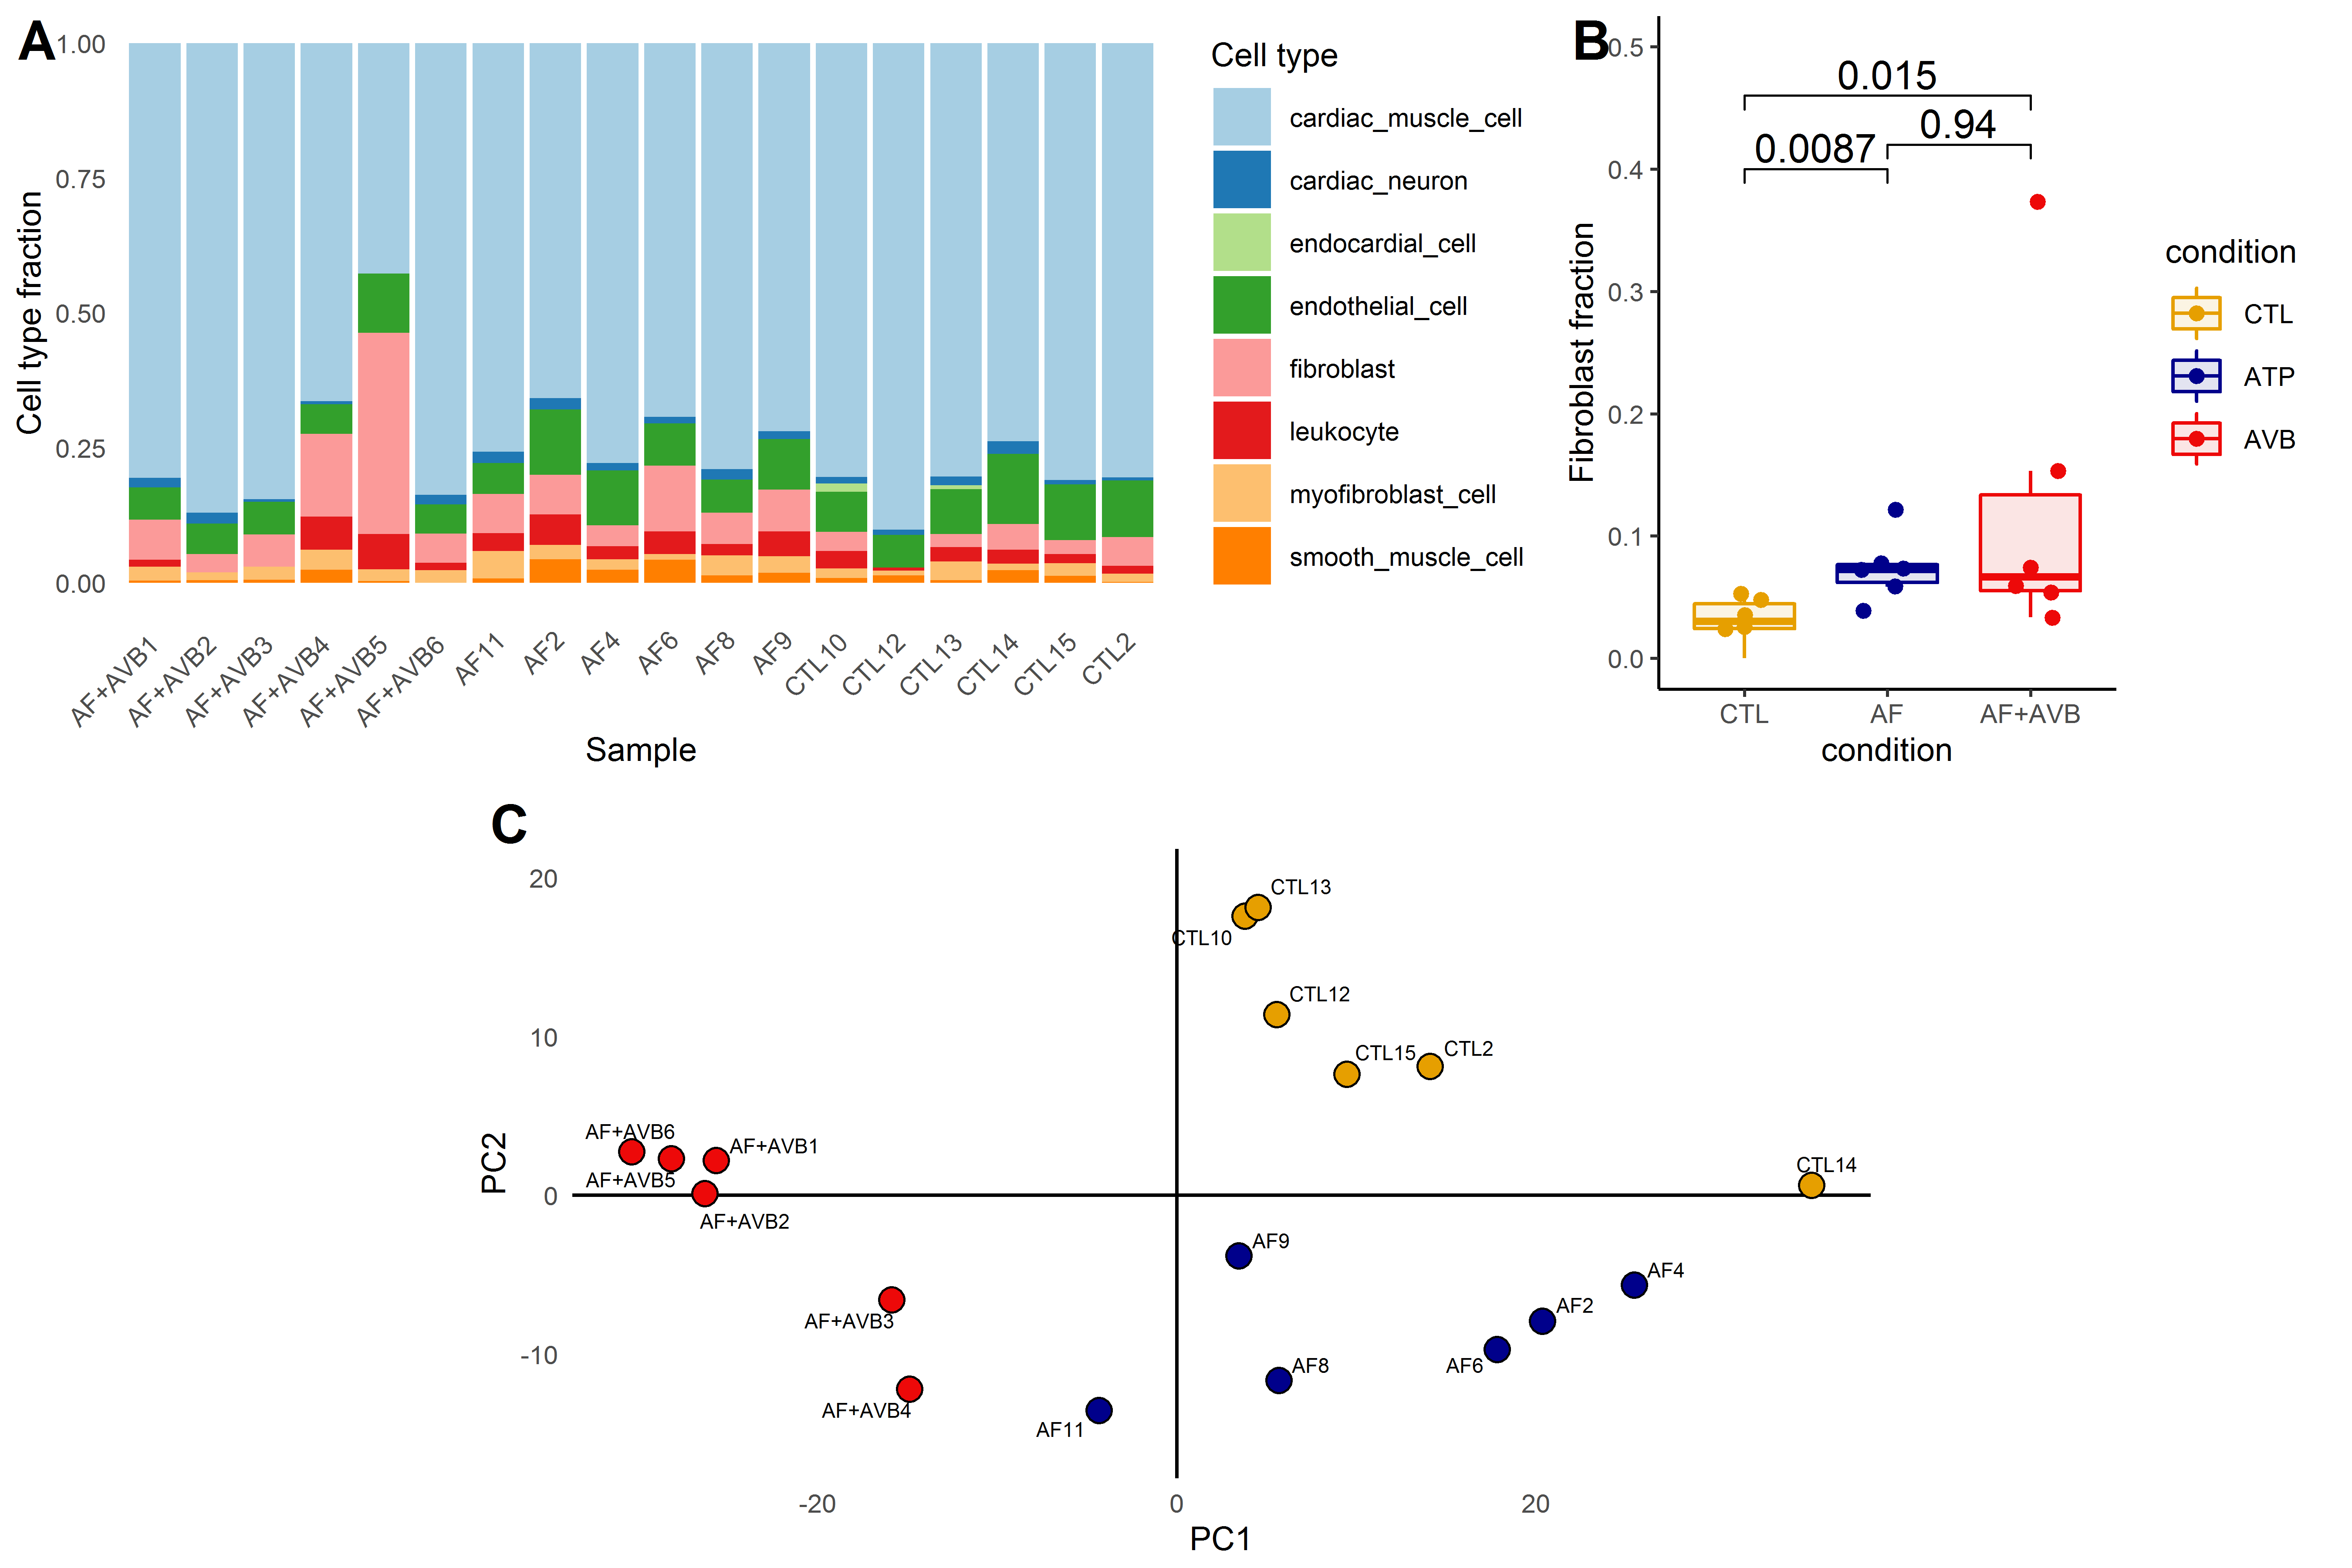 A
1.00
0.75
0.50
0.25
0.00
Cell type fraction
AF+AVB1
AF+AVB2
AF+AVB3
AF+AVB4
AF+AVB5
AF+AVB6
AF11
AF2
AF4
AF6
AF8
AF9
CTL10
CTL12
CTL13
CTL14
CTL15
CTL2
Sample
Cell type
cardiac_muscle_cell
cardiac_neuron
endocardial_cell
endothelial_cell
fibroblast
leukocyte
myofibroblast_cell
smooth_muscle_cell
B
0.5
0.4
0.3
0.2
0.1
0.0
Fibroblast fraction
0.015
0.94
0.0087
CTL
AF
AF+AVB
condition
condition
CTL
ATP
AVB
C
20
10
0
-10
PC2
CTL13
CTL10
CTL12
CTL15
CTL2
AF+AVB6
AF+AVB1
AF+AVB5
AF+AVB2
CTL14
AF9
AF4
AF2
AF+AVB3
AF6
AF8
AF+AVB4
AF11
-20
0
20
PC1